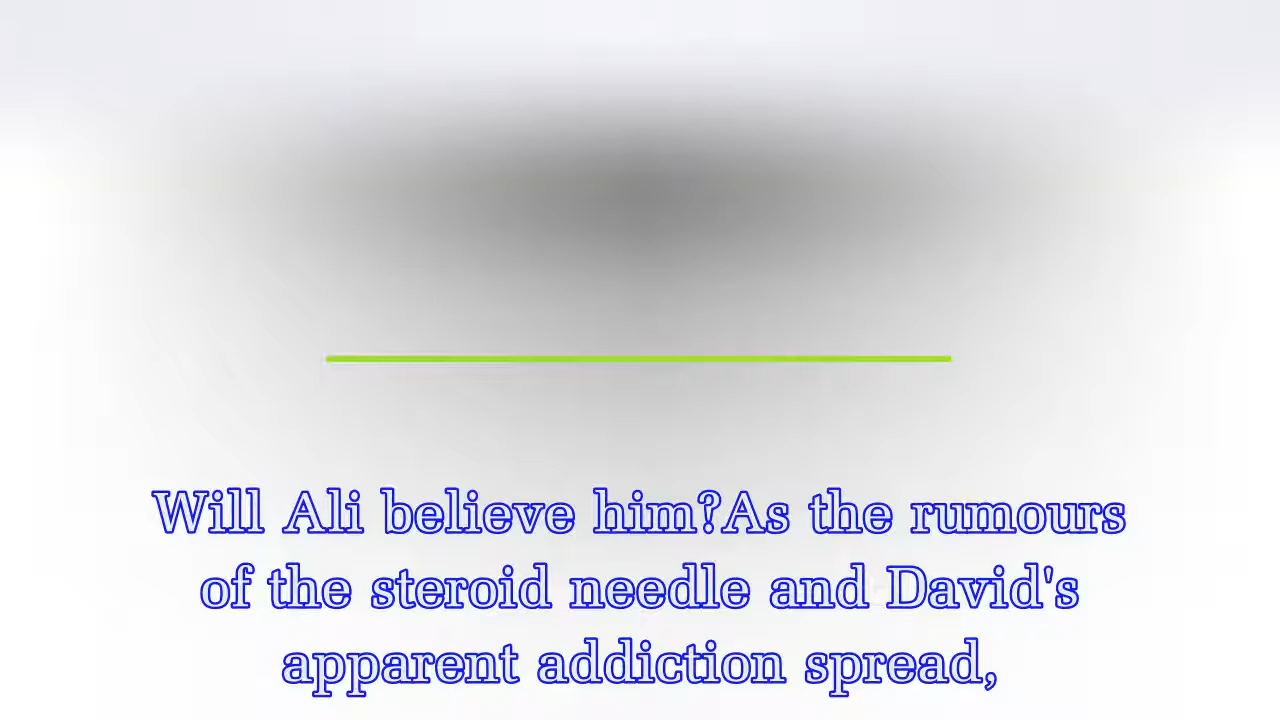 Will Ali believe him?As the rumours
of the steroid needle and David's
apparent addiction spread,